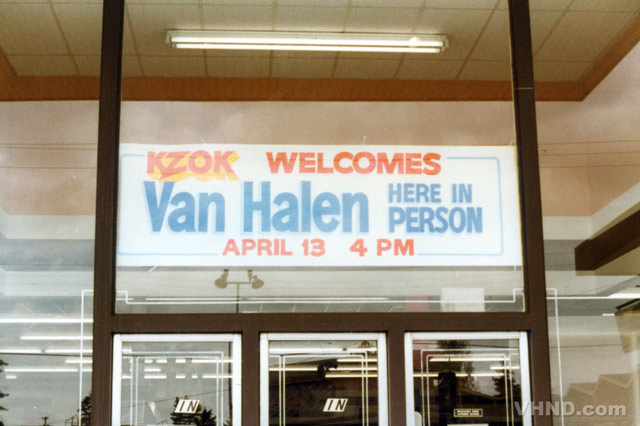 KZOK WELCOMES
Van Halen HERE IN PERSON
APRIL 13 4 PM
IN
IN
VHND.com